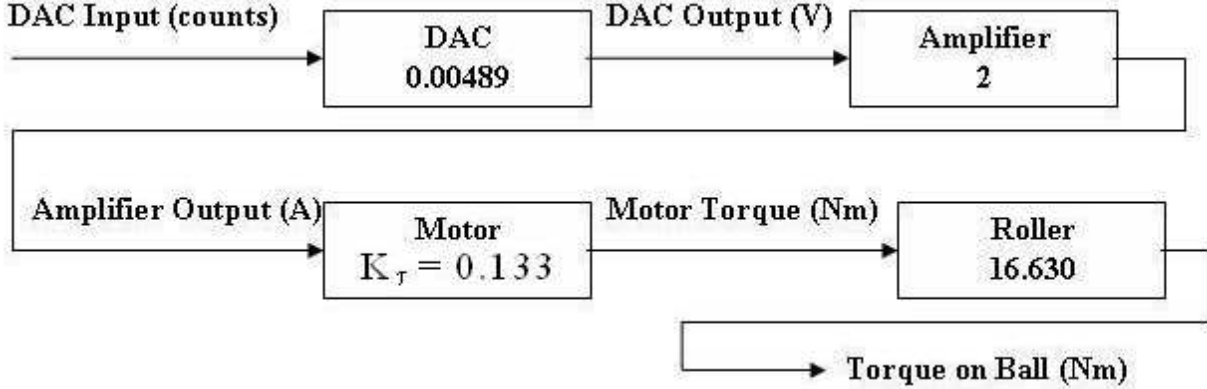 DAC Input (counts)
DAC
0.00489
DAC Output (V)
Amplifier
2
Amplifier Output (A)
Motor
K_τ = 0.133
Motor Torque (Nm)
Roller
16.630
Torque on Ball (Nm)